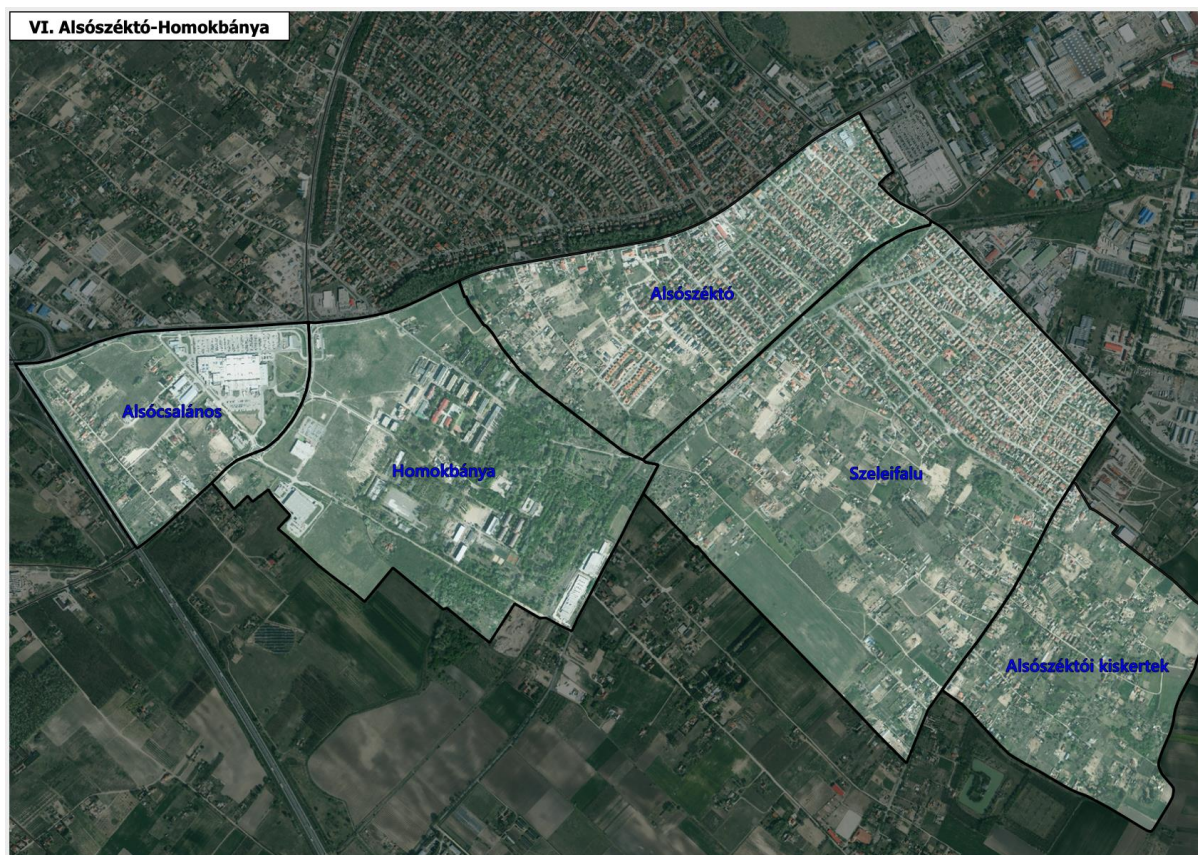 VI. Alsószéktó-Homokbánya
Alsószéktó
Alsócsalános
Homokbánya
Szeleifalu
Alsószéktói kiskertek